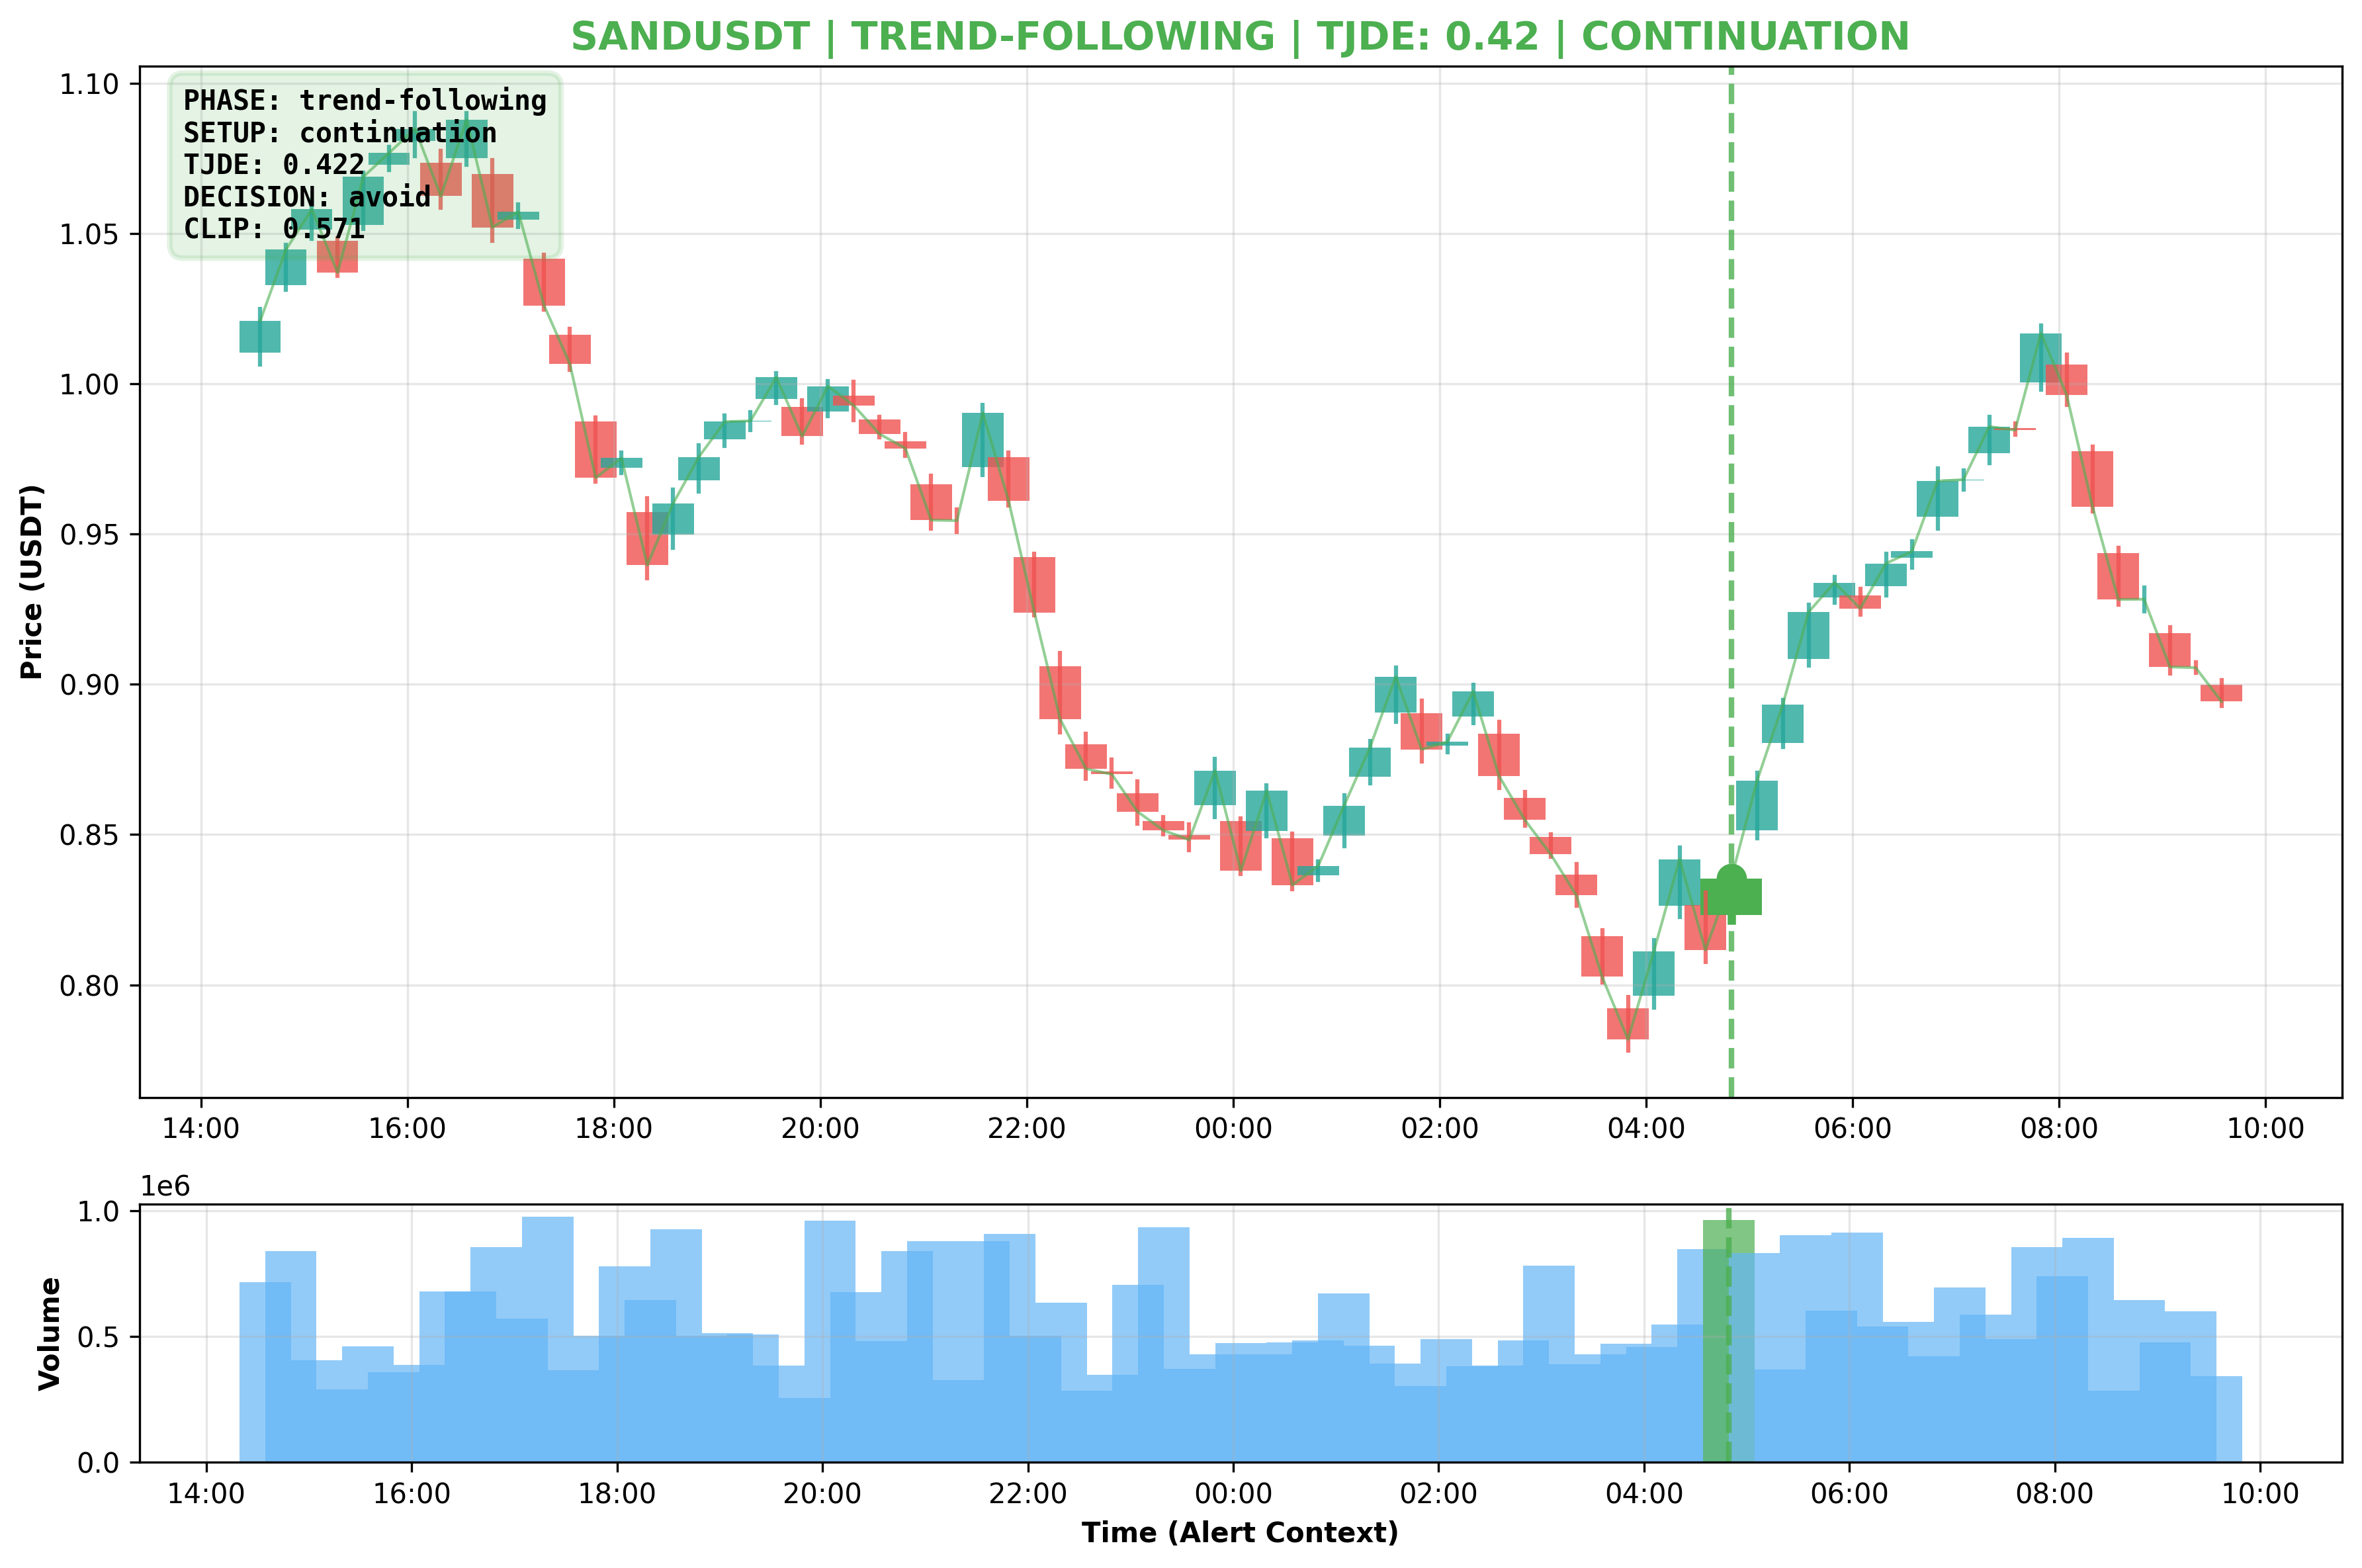 SANDUSDT | TREND-FOLLOWING | TJDE: 0.42 | CONTINUATION
PHASE: trend-following
SETUP: continuation
TJDE: 0.422
DECISION: avoid
CLIP: 0.571
Price (USDT)
1.10
1.05
1.00
0.95
0.90
0.85
0.80
14:00 16:00 18:00 20:00 22:00 00:00 02:00 04:00 06:00 08:00 10:00
1e6
Volume
1.0
0.5
0.0
14:00 16:00 18:00 20:00 22:00 00:00 02:00 04:00 06:00 08:00 10:00
Time (Alert Context)